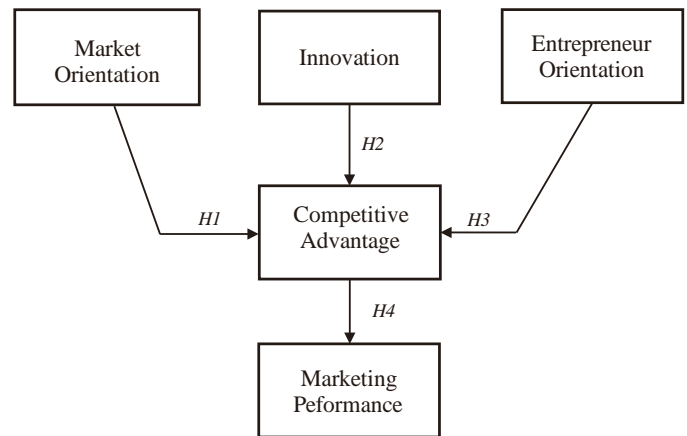 Market
Orientation
Innovation
Entrepreneur
Orientation
H2
H1
Competitive
Advantage
H3
H4
Marketing
Peformance